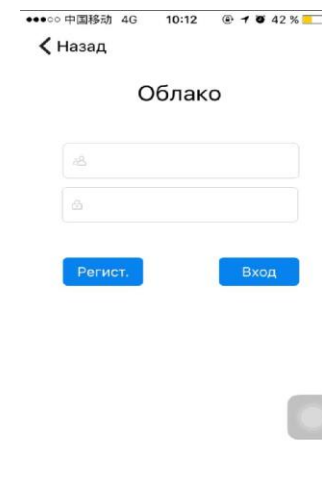 中国移动 4G 10:12 42 %
Назад
Облако
Регист.
Вход